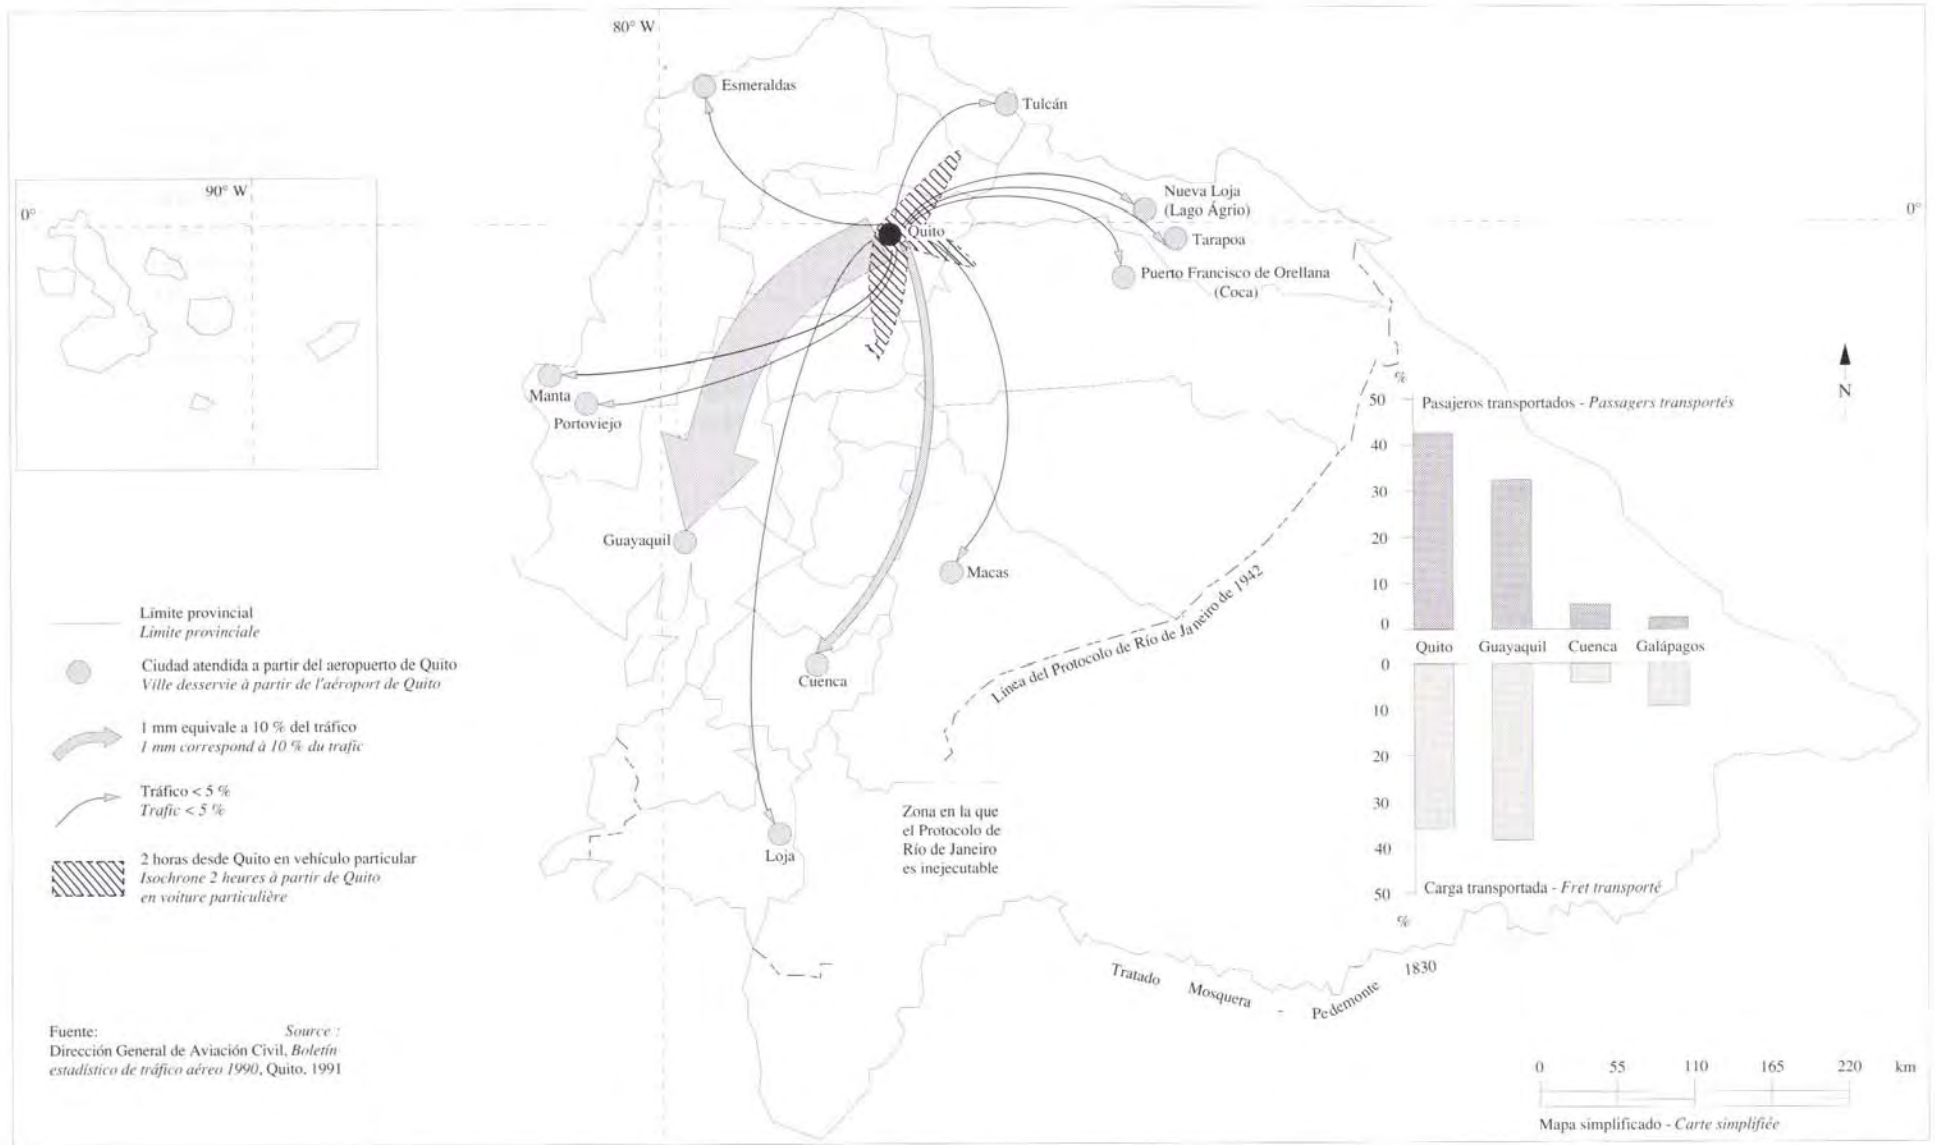 80° W
Esmeraldas
Tulcán
90° W
0°
Nueva Loja
(Lago Ágrio)
0°
Quito
Tarapoa
Puerto Francisco de Orellana
(Coca)
Manta
Portoviejo
N
%
50
Pasajeros transportados - Passagers transportés
40
30
20
10
0
Quito Guayaquil Cuenca Galápagos
0
10
20
30
40
50
Carga transportada - Fret transporté
%
Guayaquil
Macas
Cuenca
Loja
Línea del Protocolo de Río de Janeiro de 1942
Zona en la que
el Protocolo de
Río de Janeiro
es inejecutable
Tratado Mosquera - Pedemonte 1830
Límite provincial
Limite provinciale
Ciudad atendida a partir del aeropuerto de Quito
Ville desservie à partir de l'aéroport de Quito
1 mm equivale a 10 % del tráfico
1 mm correspond à 10 % du trafic
Tráfico < 5 %
Trafic < 5 %
2 horas desde Quito en vehículo particular
Isochrone 2 heures à partir de Quito
en voiture particulière
Fuente: Source :
Dirección General de Aviación Civil, Boletín
estadístico de tráfico aéreo 1990, Quito, 1991
0 55 110 165 220 km
Mapa simplificado - Carte simplifiée